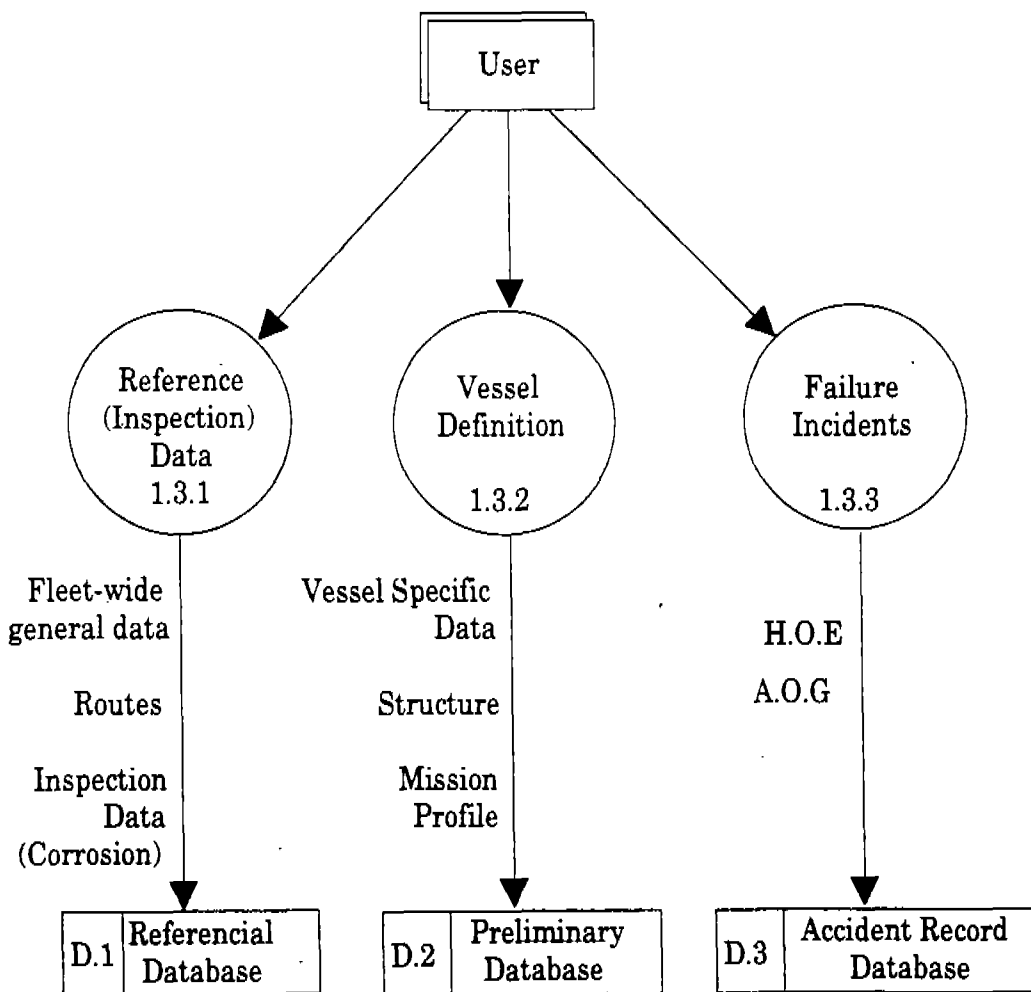 User
Reference
(Inspection)
Data
1.3.1
Vessel
Definition
1.3.2
Failure
Incidents
1.3.3
Fleet-wide
general data
Routes
Inspection
Data
(Corrosion)
Vessel Specific
Data
Structure
Mission
Profile
H.O.E
A.O.G
D.1
Referencial
Database
D.2
Preliminary
Database
D.3
Accident Record
Database